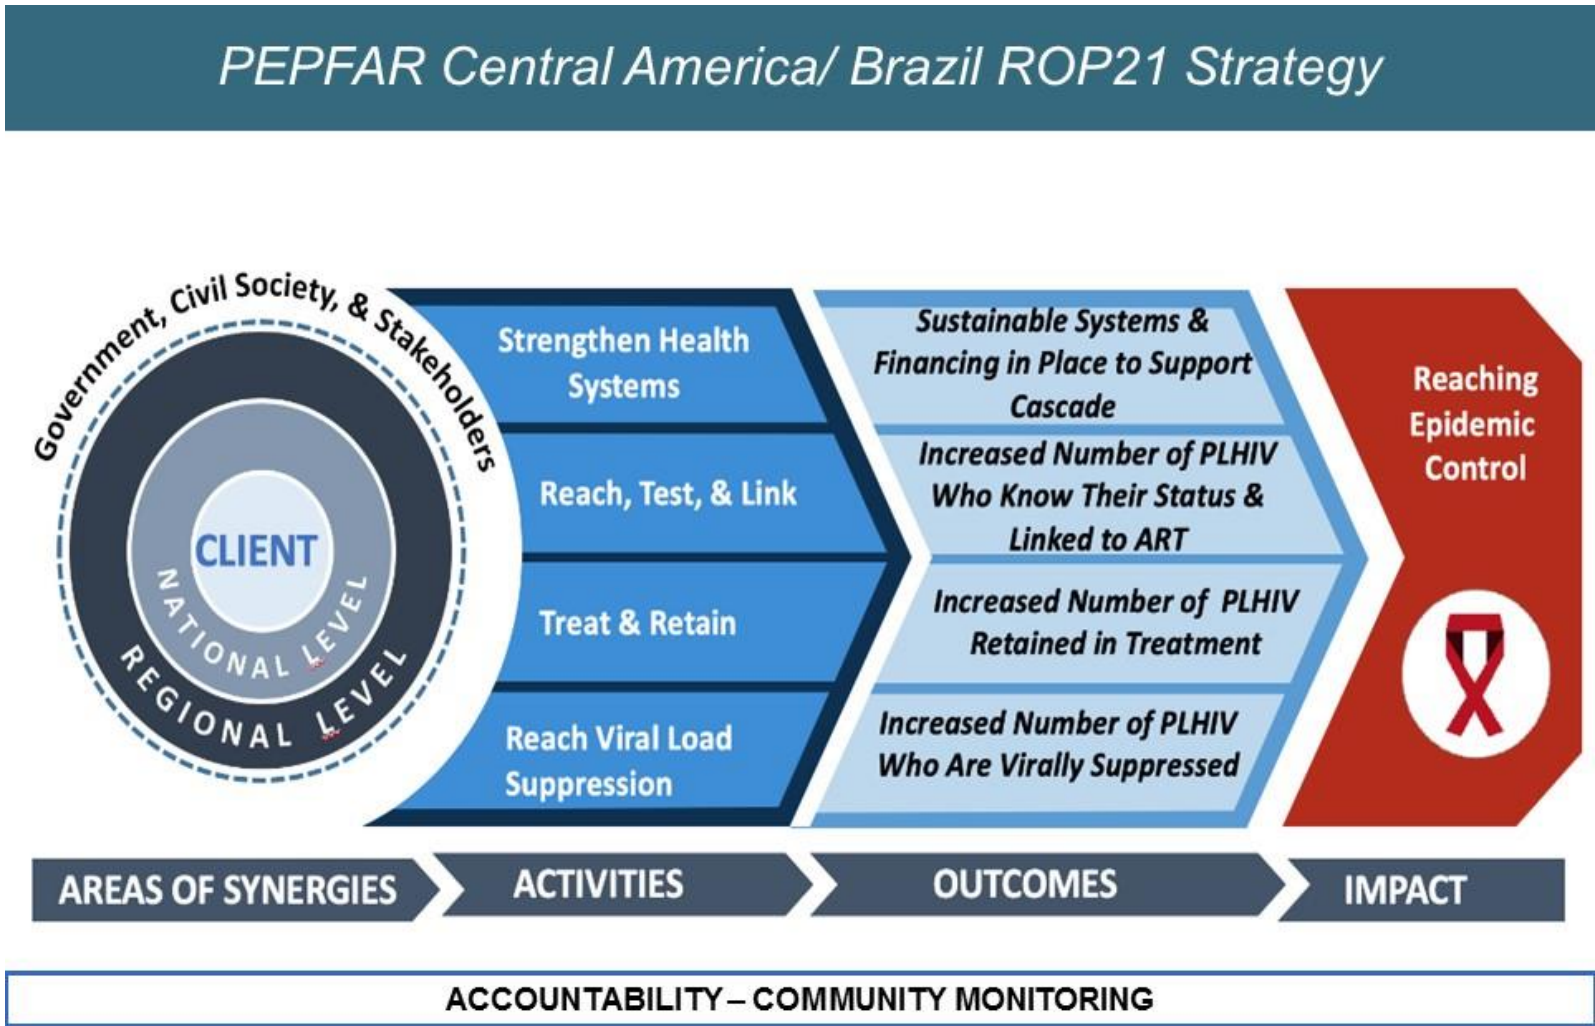 PEPFAR Central America/ Brazil ROP21 Strategy
Government, Civil Society, & Stakeholders
CLIENT
NATIONAL LEVEL
REGIONAL LEVEL
Strengthen Health
Systems
Reach, Test, & Link
Treat & Retain
Reach Viral Load
Suppression
Sustainable Systems &
Financing in Place to Support
Cascade
Increased Number of PLHIV
Who Know Their Status &
Linked to ART
Increased Number of PLHIV
Retained in Treatment
Increased Number of PLHIV
Who Are Virally Suppressed
Reaching
Epidemic
Control
AREAS OF SYNERGIES
ACTIVITIES
OUTCOMES
IMPACT
ACCOUNTABILITY – COMMUNITY MONITORING